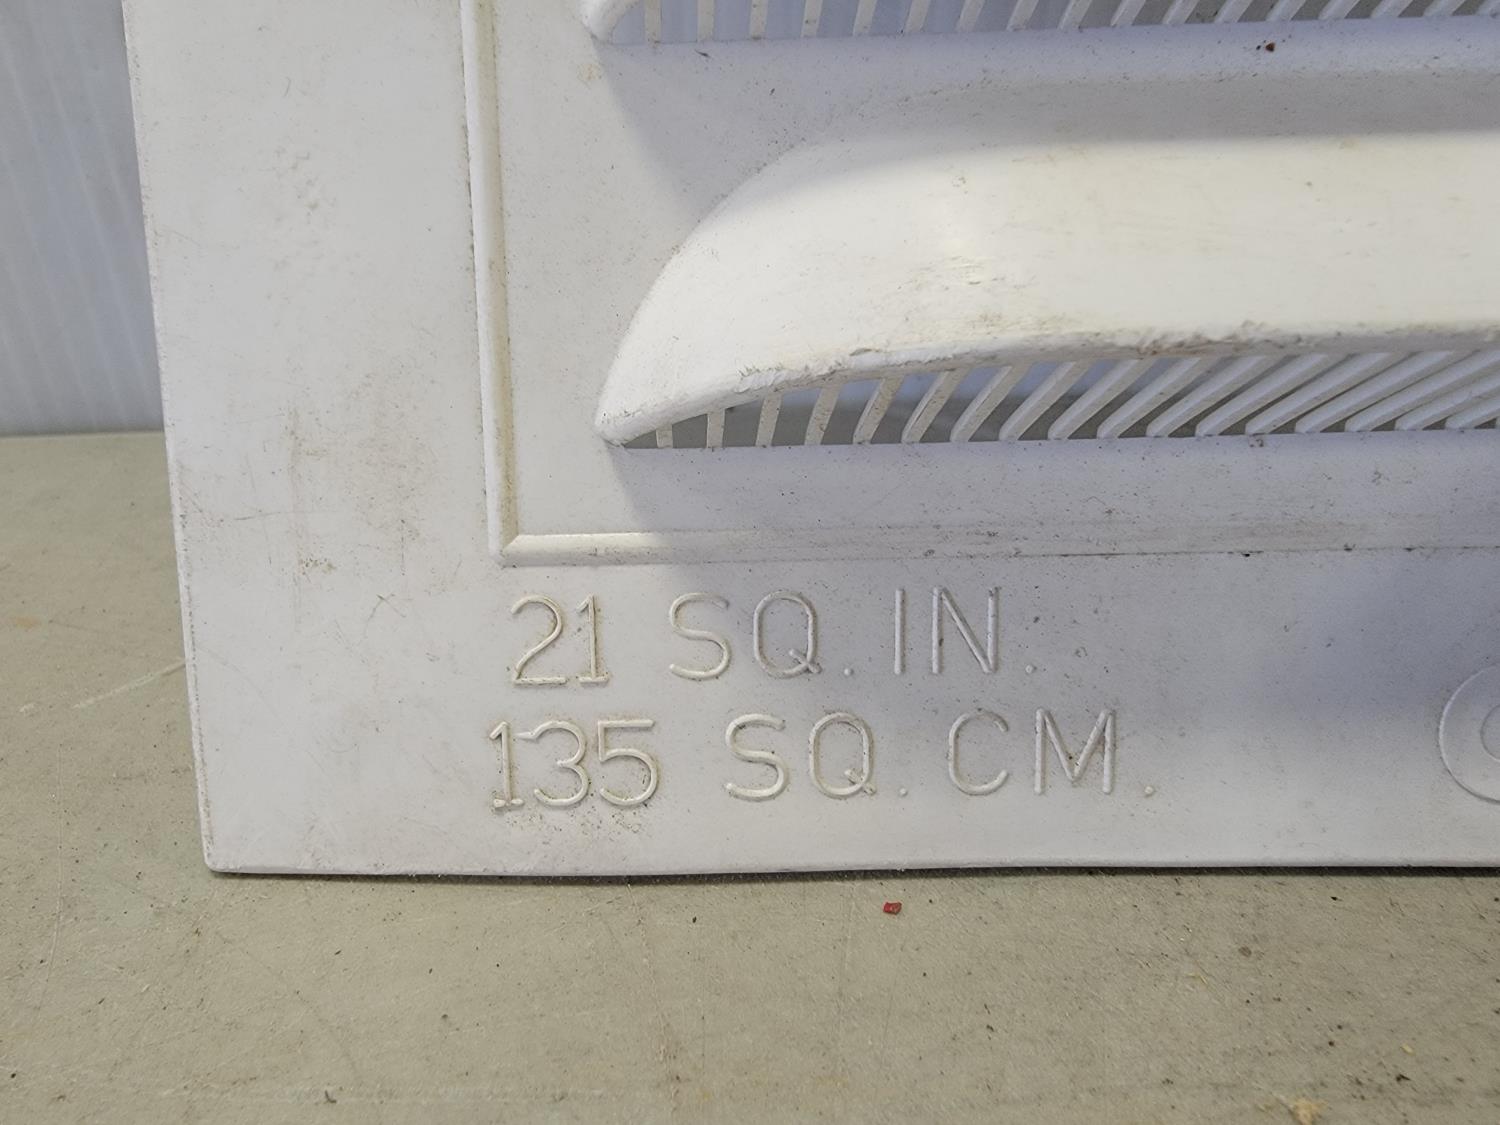 21 SQ. IN.
135 SQ. CM.